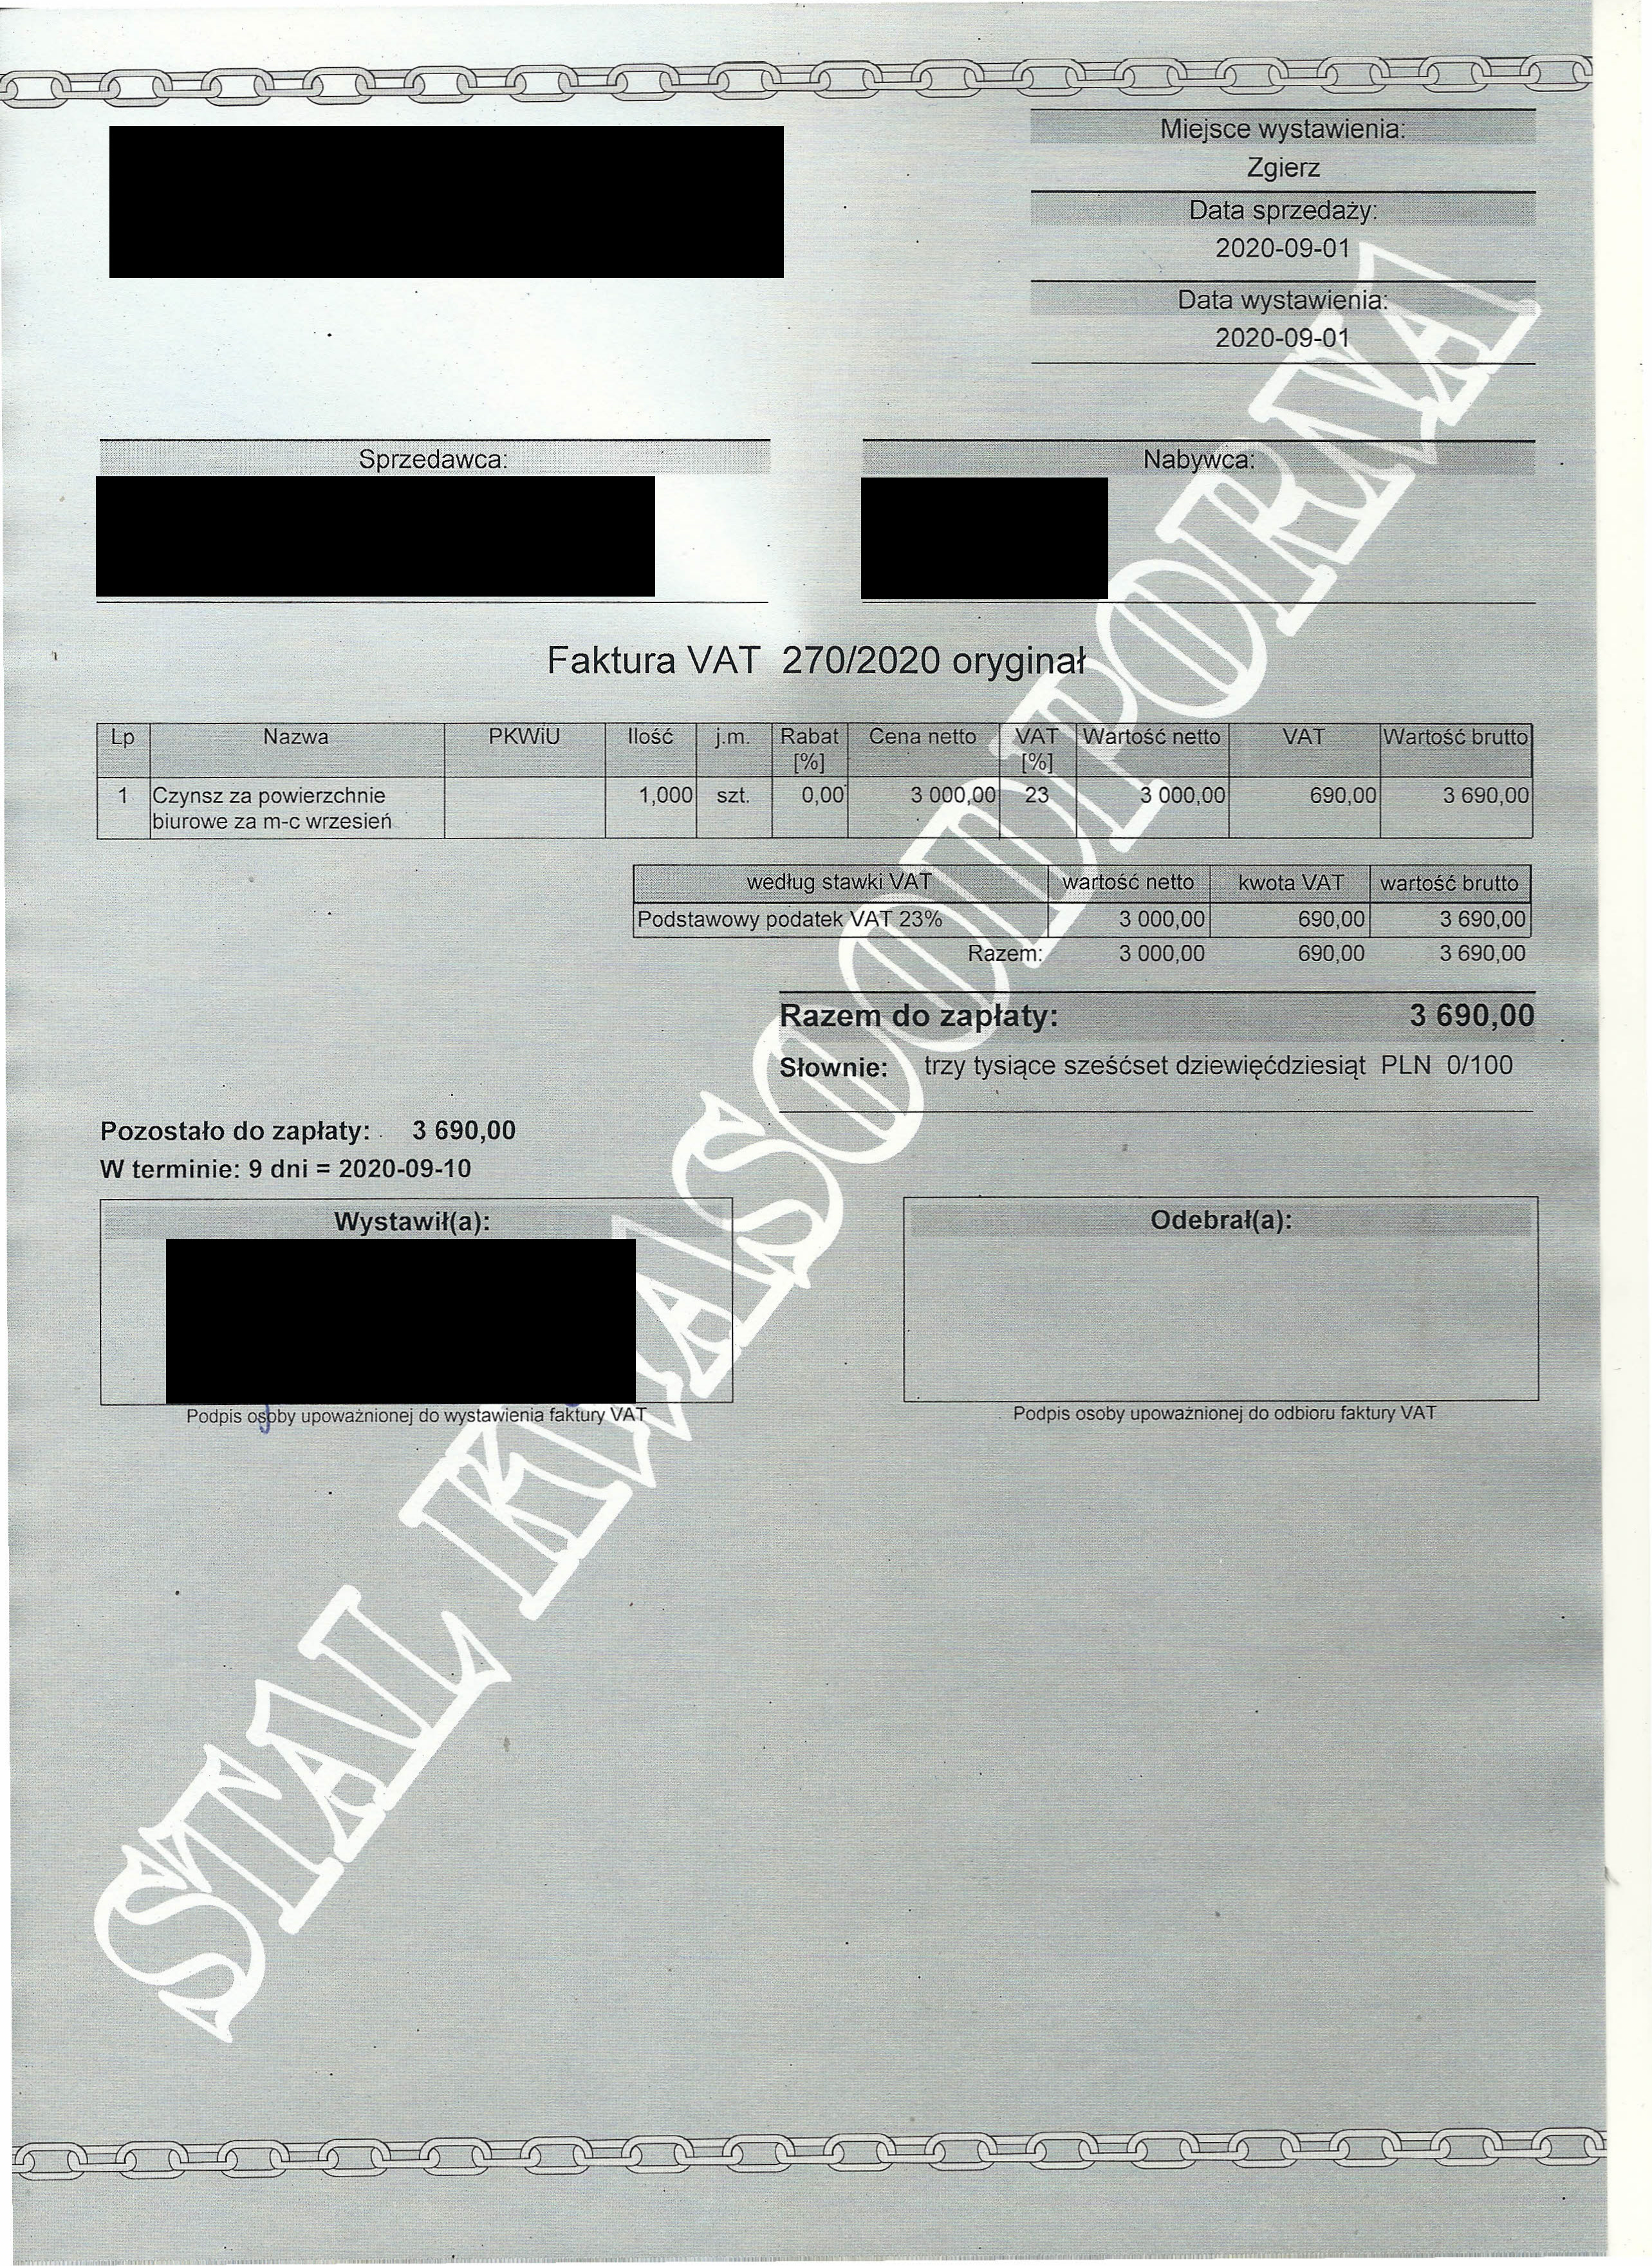 Miejsce wystawienia:
Zgierz
Data sprzedaży:
2020-09-01
Data wystawienia:
2020-09-01
Sprzedawca:
Nabywca:
Faktura VAT 270/2020 oryginał
Lp Nazwa PKWiU Ilość j.m. Rabat [%] Cena netto VAT [%] Wartość netto VAT Wartość brutto
1 Czynsz za powierzchnie 1,000 szt. 0,00 3 000,00 23 3 000,00 690,00 3 690,00
biurowe za m-c wrzesień
według stawki VAT wartość netto kwota VAT wartość brutto
Podstawowy podatek VAT 23% 3 000,00 690,00 3 690,00
Razem: 3 000,00 690,00 3 690,00
Razem do zapłaty: 3 690,00
Słownie: trzy tysiące sześćset dziewięćdziesiąt PLN 0/100
Pozostało do zapłaty: 3 690,00
W terminie: 9 dni = 2020-09-10
Wystawił(a):
Odebrał(a):
Podpis osoby upoważnionej do wystawienia faktury VAT
Podpis osoby upoważnionej do odbioru faktury VAT
STAL KWASOODPORNA